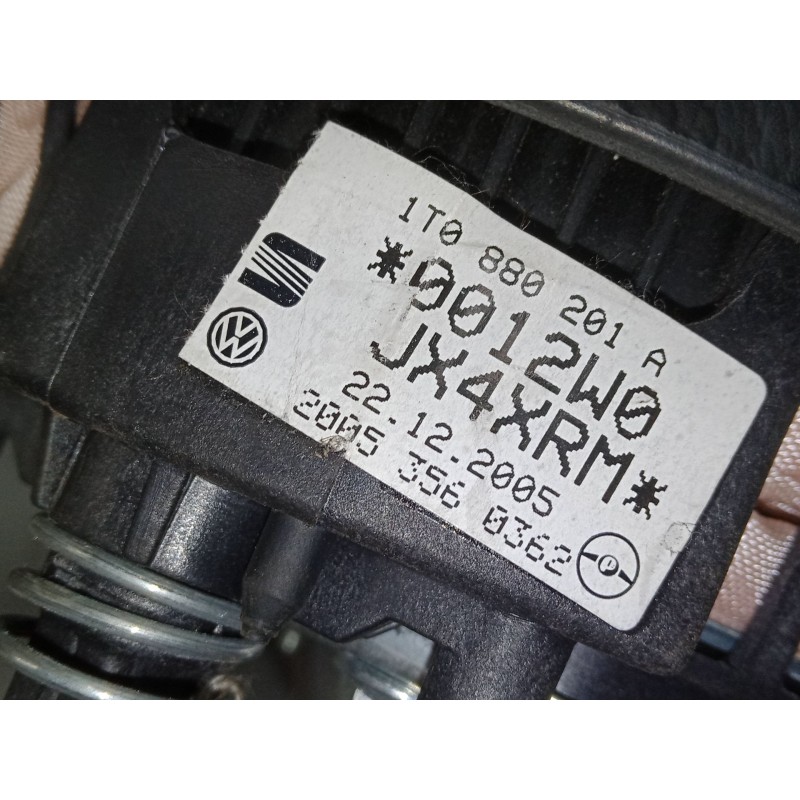 1T0 880 201 A
*0012W0
JX4XRM*
22.12.2005
2005 356 0362
P